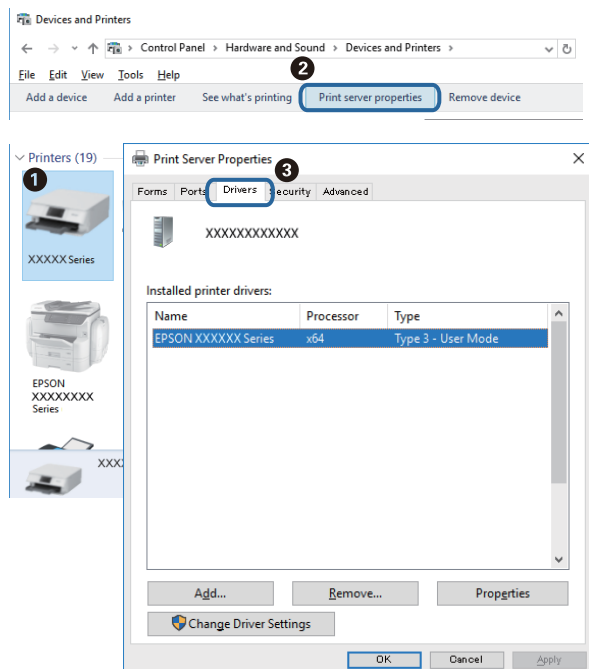 Devices and Printers
Control Panel > Hardware and Sound > Devices and Printers >
File Edit View Tools Help
2
Add a device Add a printer See what's printing Print server properties Remove device
Printers (19)
1
XXXXX Series
EPSON
XXXXXXXX
Series
XXX
Print Server Properties
3
Forms Ports Drivers Security Advanced
XXXXXXXXXXXX
Installed printer drivers:
Name Processor Type
EPSON XXXXXX Series x64 Type 3 - User Mode
Add... Remove... Properties
Change Driver Settings
OK Cancel Apply